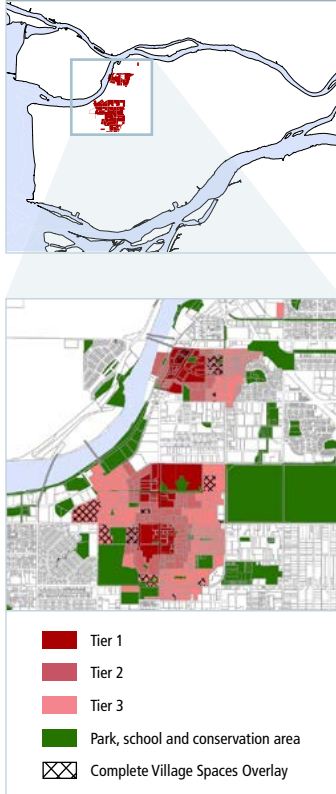 Tier 1
Tier 2
Tier 3
Park, school and conservation area
Complete Village Spaces Overlay